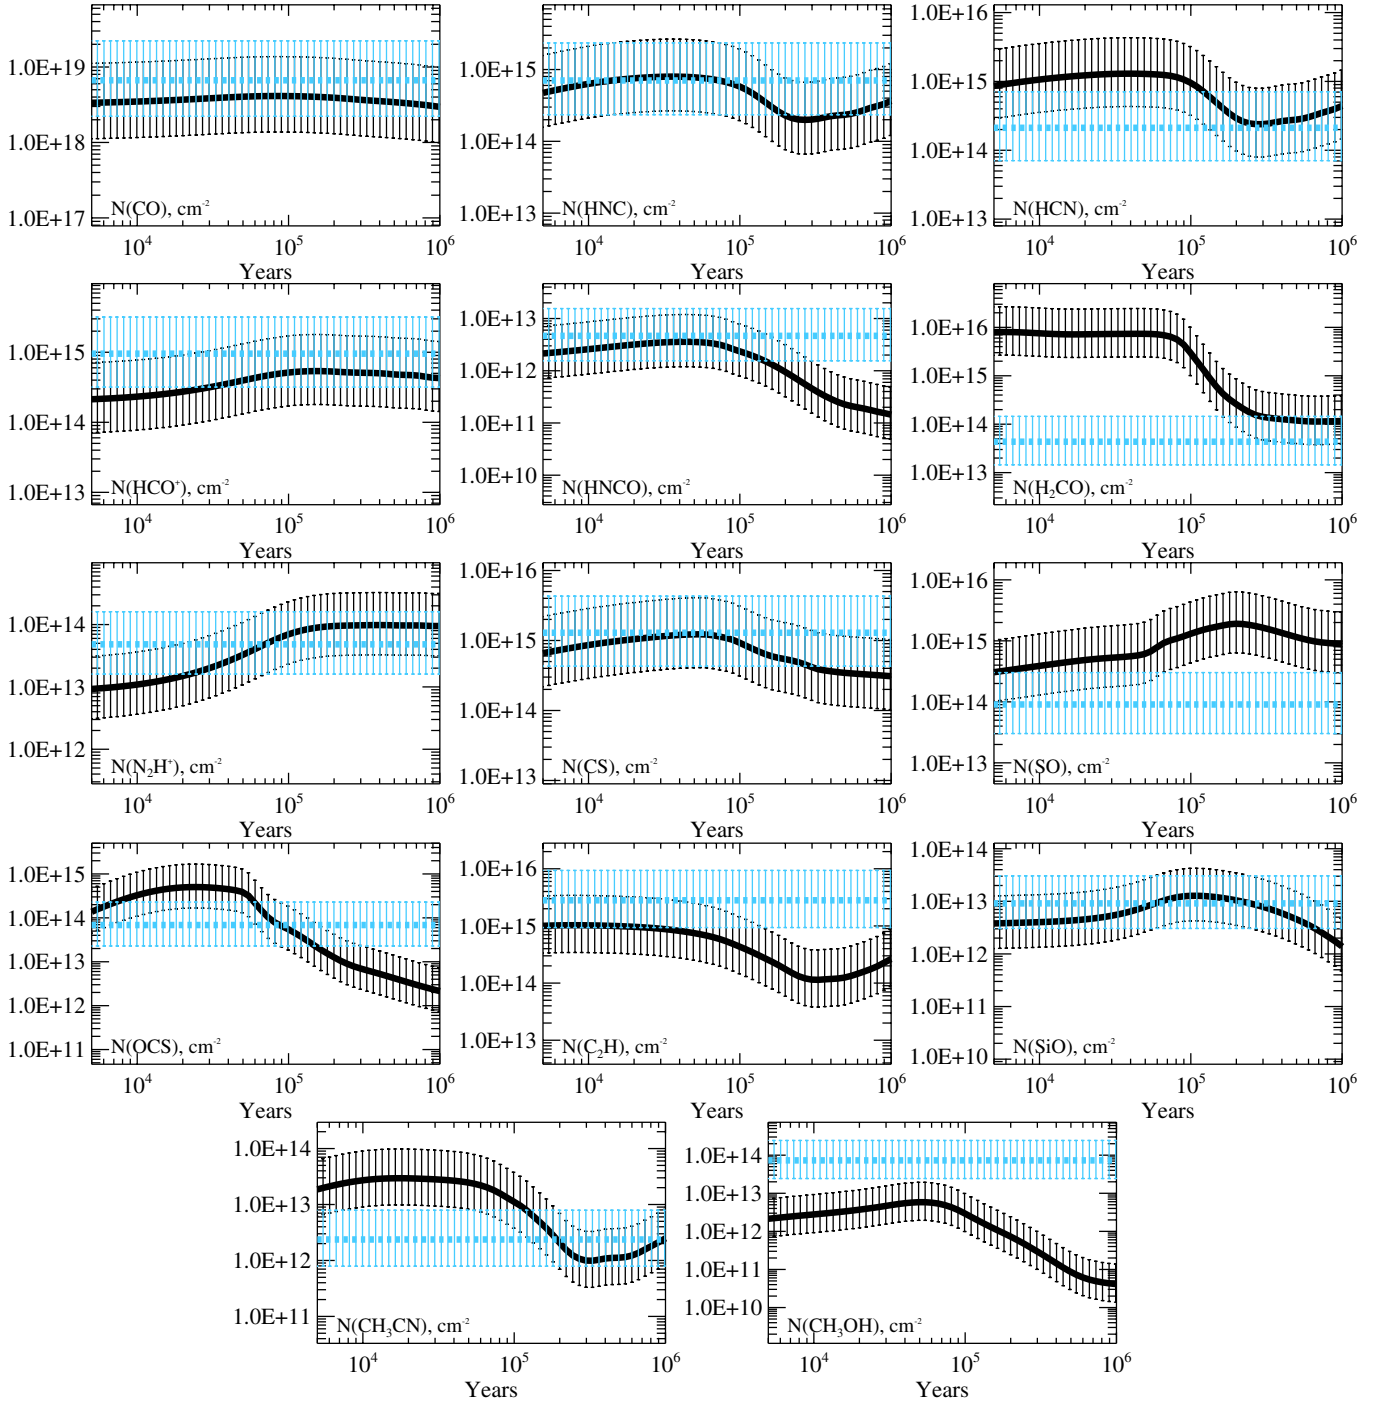 1.0E+19
1.0E+18
1.0E+17
N(CO), cm⁻²
10⁴ 10⁵ 10⁶
Years
1.0E+15
1.0E+14
1.0E+13
N(HNC), cm⁻²
10⁴ 10⁵ 10⁶
Years
1.0E+16
1.0E+15
1.0E+14
1.0E+13
N(HCN), cm⁻²
10⁴ 10⁵ 10⁶
Years
1.0E+15
1.0E+14
1.0E+13
N(HCO⁺), cm⁻²
10⁴ 10⁵ 10⁶
Years
1.0E+13
1.0E+12
1.0E+11
1.0E+10
N(HNCO), cm⁻²
10⁴ 10⁵ 10⁶
Years
1.0E+16
1.0E+15
1.0E+14
1.0E+13
N(H₂CO), cm⁻²
10⁴ 10⁵ 10⁶
Years
1.0E+14
1.0E+13
1.0E+12
N(N₂H⁺), cm⁻²
10⁴ 10⁵ 10⁶
Years
1.0E+16
1.0E+15
1.0E+14
1.0E+13
N(CS), cm⁻²
10⁴ 10⁵ 10⁶
Years
1.0E+16
1.0E+15
1.0E+14
1.0E+13
N(SO), cm⁻²
10⁴ 10⁵ 10⁶
Years
1.0E+15
1.0E+14
1.0E+13
1.0E+12
1.0E+11
N(OCS), cm⁻²
10⁴ 10⁵ 10⁶
Years
1.0E+16
1.0E+15
1.0E+14
1.0E+13
N(C₂H), cm⁻²
10⁴ 10⁵ 10⁶
Years
1.0E+14
1.0E+13
1.0E+12
1.0E+11
1.0E+10
N(SiO), cm⁻²
10⁴ 10⁵ 10⁶
Years
1.0E+14
1.0E+13
1.0E+12
1.0E+11
N(CH₃CN), cm⁻²
10⁴ 10⁵ 10⁶
Years
1.0E+14
1.0E+13
1.0E+12
1.0E+11
1.0E+10
N(CH₃OH), cm⁻²
10⁴ 10⁵ 10⁶
Years